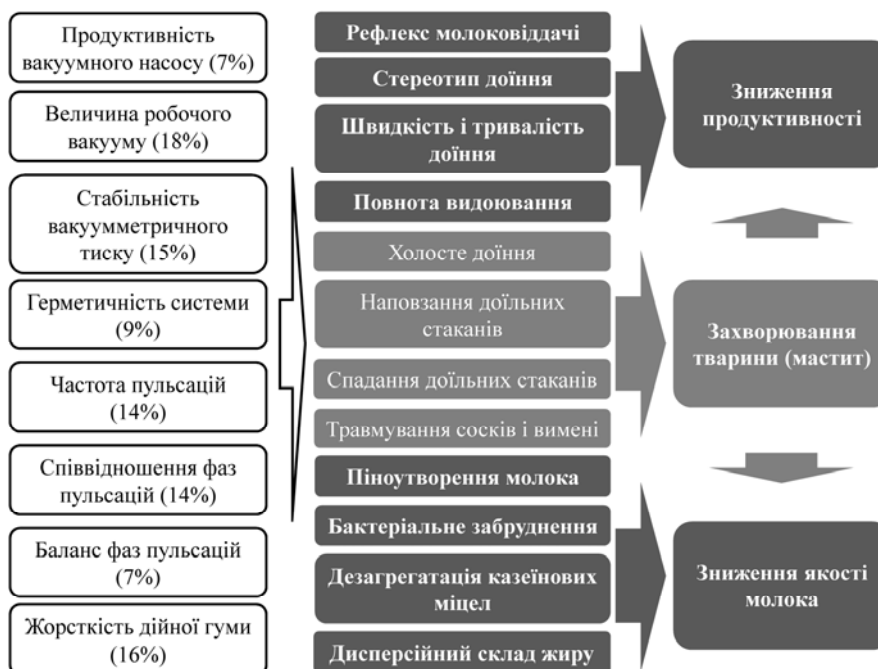 Продуктивність
вакуумного насосу (7%)
Величина робочого
вакууму (18%)
Стабільність
вакуумметричного
тиску (15%)
Герметичність системи
(9%)
Частота пульсацій
(14%)
Співвідношення фаз
пульсацій (14%)
Баланс фаз пульсацій
(7%)
Жорсткість дійної гуми
(16%)
Рефлекс молоковіддачі
Стереотип доїння
Швидкість і тривалість
доїння
Повнота видоювання
Холосте доїння
Наповзання доїльних
стаканів
Спадання доїльних стаканів
Травмування сосків і вимені
Піноутворення молока
Бактеріальне забруднення
Дезагрегатація казеїнових
міцел
Дисперсійний склад жиру
Зниження
продуктивності
Захворювання
тварини (мастит)
Зниження якості
молока